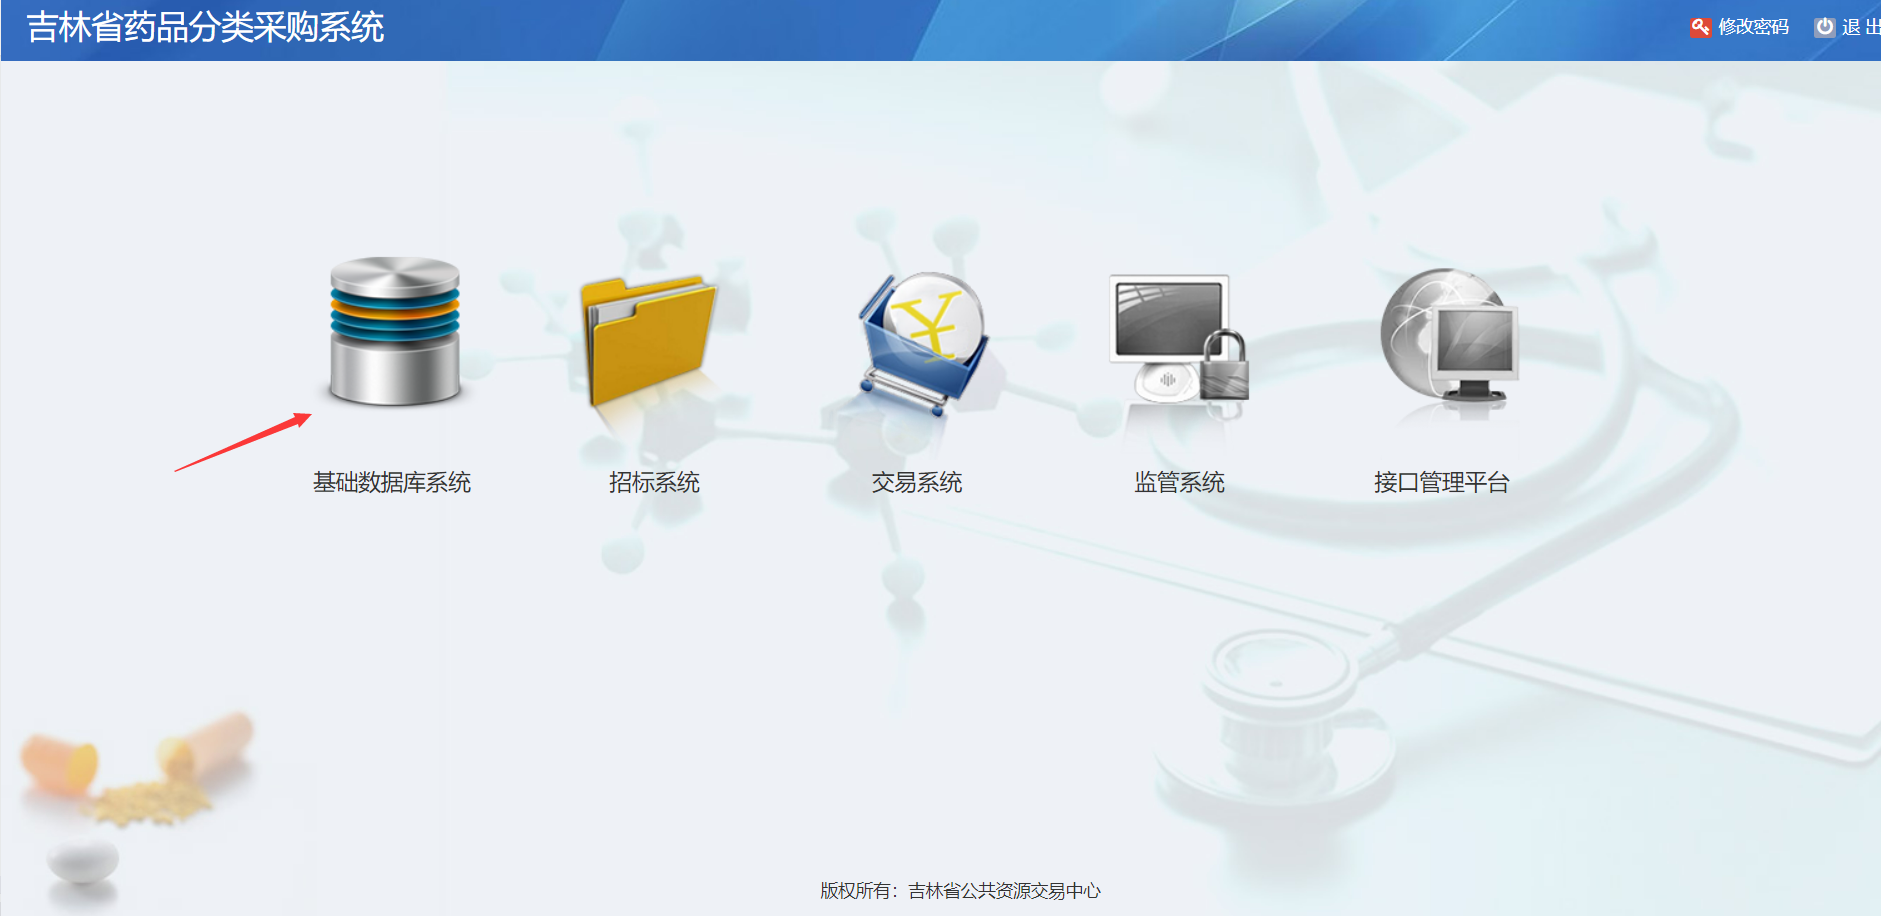 吉林省药品分类采购系统
修改密码
退 出
基础数据库系统
招标系统
交易系统
监管系统
接口管理平台
版权所有：吉林省公共资源交易中心